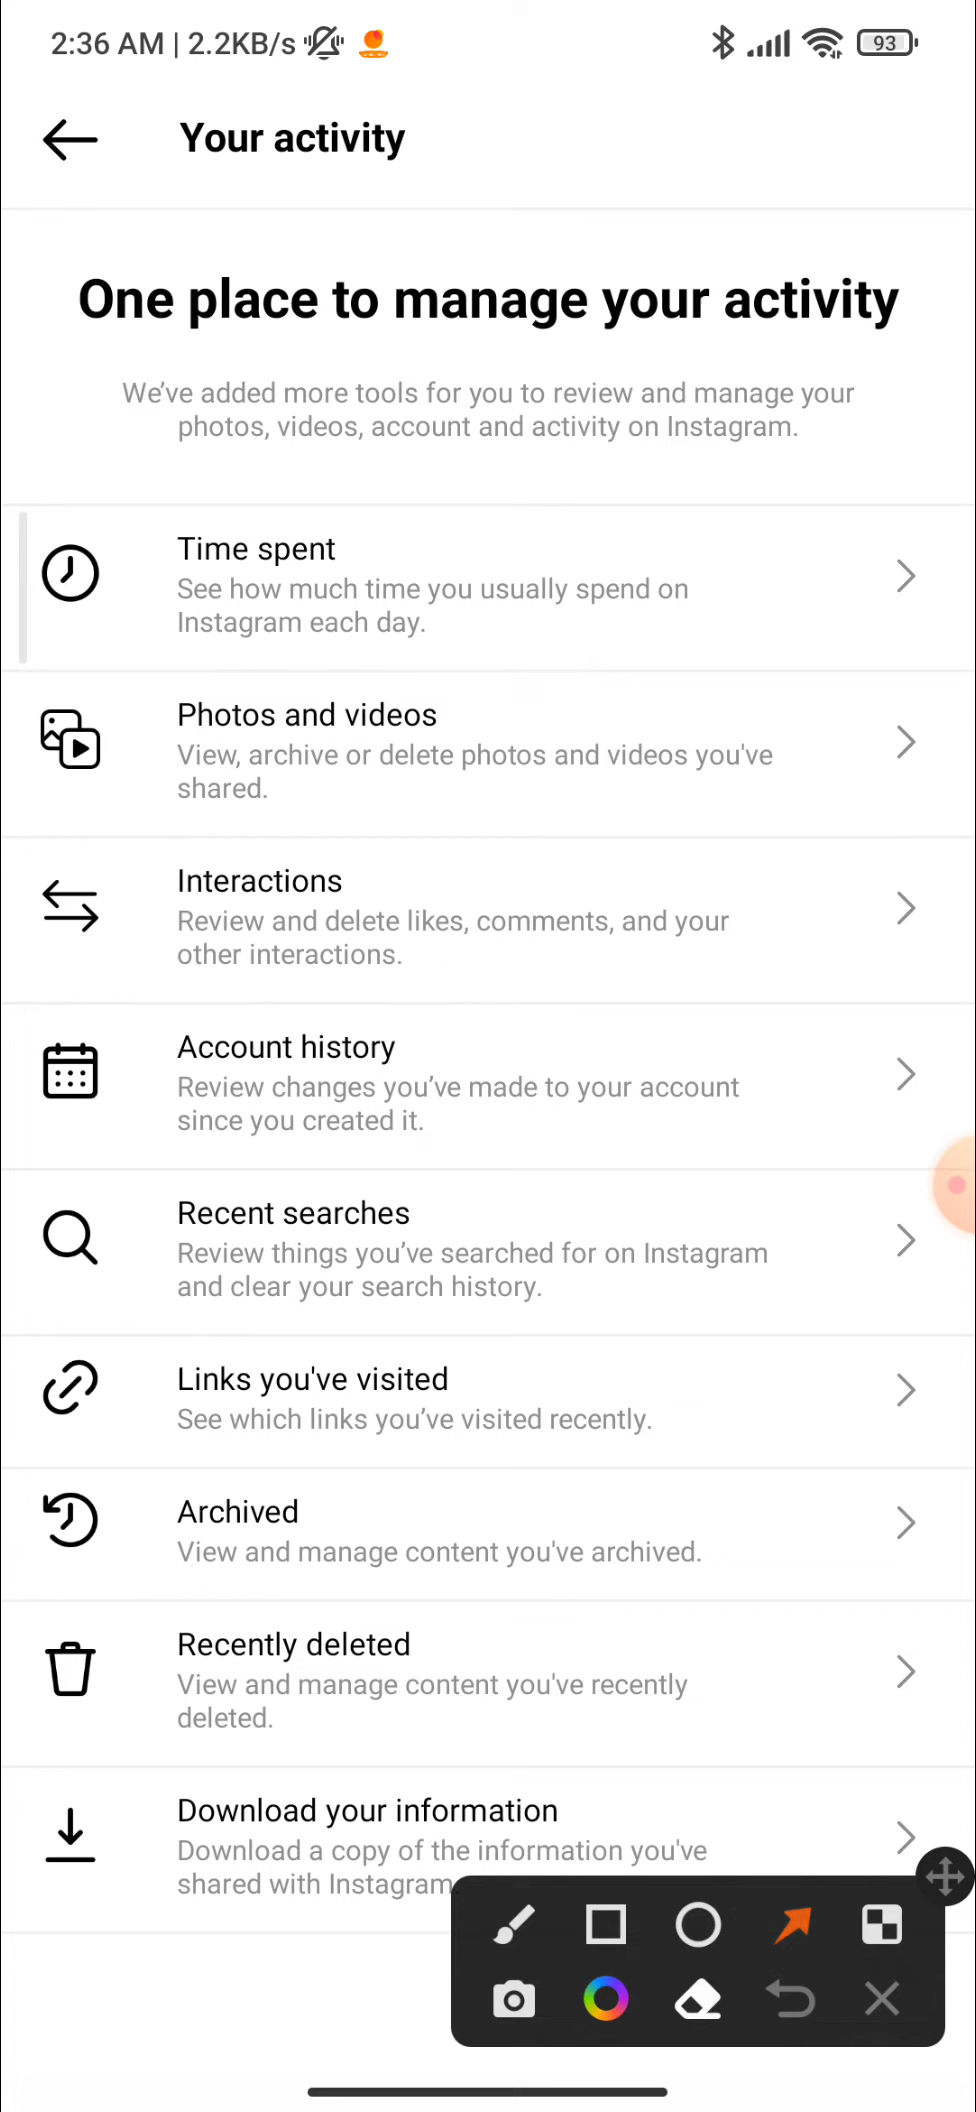 2:36 AM | 2.2KB/s
93
Your activity
One place to manage your activity
We’ve added more tools for you to review and manage your
photos, videos, account and activity on Instagram.
Time spent
See how much time you usually spend on
Instagram each day.
Photos and videos
View, archive or delete photos and videos you've
shared.
Interactions
Review and delete likes, comments, and your
other interactions.
Account history
Review changes you’ve made to your account
since you created it.
Recent searches
Review things you’ve searched for on Instagram
and clear your search history.
Links you've visited
See which links you’ve visited recently.
Archived
View and manage content you've archived.
Recently deleted
View and manage content you've recently
deleted.
Download your information
Download a copy of the information you've
shared with Instagram.